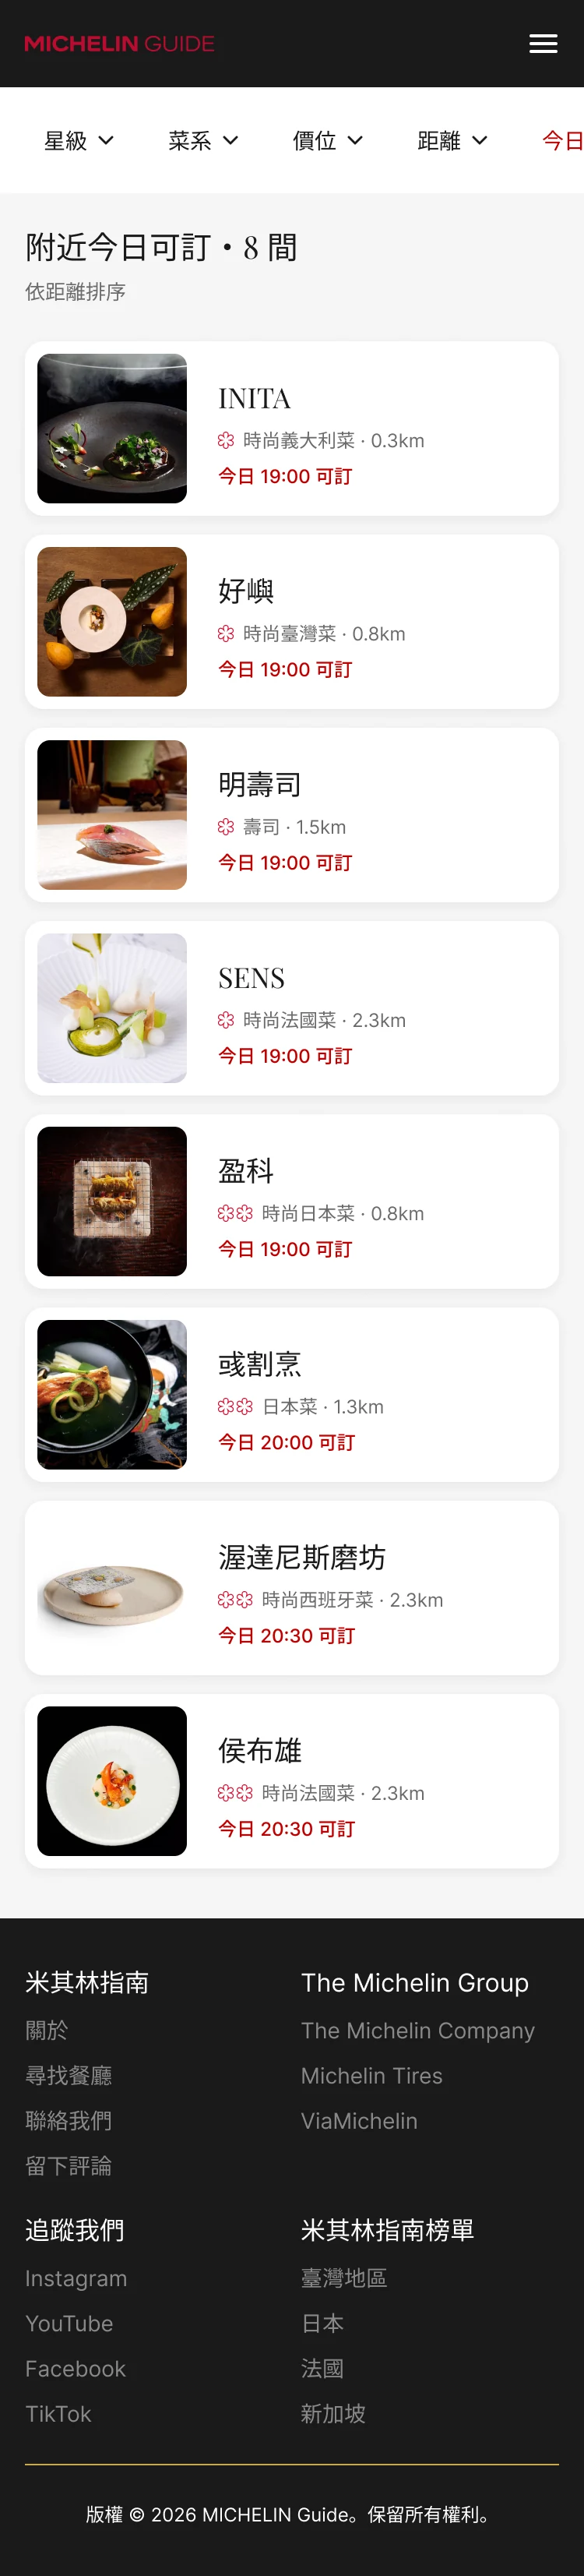 MICHELIN GUIDE
星級 菜系 價位 距離 今日
附近今日可訂・8 間
依距離排序
INITA
時尚義大利菜 · 0.3km
今日 19:00 可訂
好嶼
時尚臺灣菜 · 0.8km
今日 19:00 可訂
明壽司
壽司 · 1.5km
今日 19:00 可訂
SENS
時尚法國菜 · 2.3km
今日 19:00 可訂
盈科
時尚日本菜 · 0.8km
今日 19:00 可訂
彧割烹
日本菜 · 1.3km
今日 20:00 可訂
渥達尼斯磨坊
時尚西班牙菜 · 2.3km
今日 20:30 可訂
侯布雄
時尚法國菜 · 2.3km
今日 20:30 可訂
米其林指南
關於
尋找餐廳
聯絡我們
留下評論
The Michelin Group
The Michelin Company
Michelin Tires
ViaMichelin
追蹤我們
Instagram
YouTube
Facebook
TikTok
米其林指南榜單
臺灣地區
日本
法國
新加坡
版權 © 2026 MICHELIN Guide。保留所有權利。